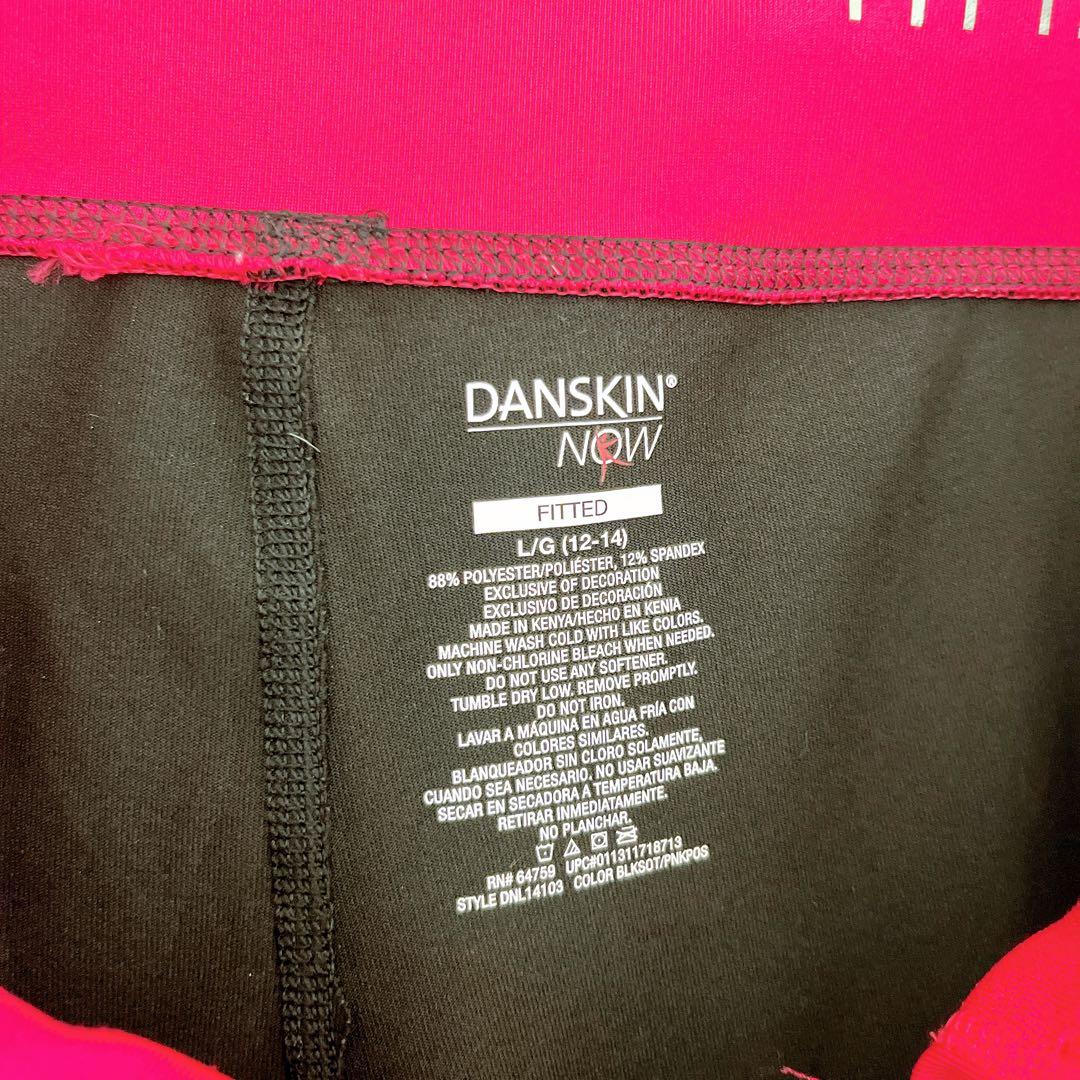 DANSKIN®
NOW
FITTED
L/G (12-14)
88% POLYESTER/POLIÉSTER, 12% SPANDEX
EXCLUSIVE OF DECORATION
EXCLUSIVO DE DECORACIÓN
MADE IN KENYA/HECHO EN KENIA
MACHINE WASH COLD WITH LIKE COLORS.
ONLY NON-CHLORINE BLEACH WHEN NEEDED.
DO NOT USE ANY SOFTENER.
TUMBLE DRY LOW. REMOVE PROMPTLY.
DO NOT IRON.
LAVAR A MÁQUINA EN AGUA FRÍA CON
COLORES SIMILARES.
BLANQUEADOR SIN CLORO SOLAMENTE,
CUANDO SEA NECESARIO. NO USAR SUAVIZANTE
SECAR EN SECADORA A TEMPERATURA BAJA.
RETIRAR INMEDIATAMENTE.
NO PLANCHAR.
RN# 64759 UPC#011311718713
STYLE DNL14103 COLOR BLKSOT/PNKPOS